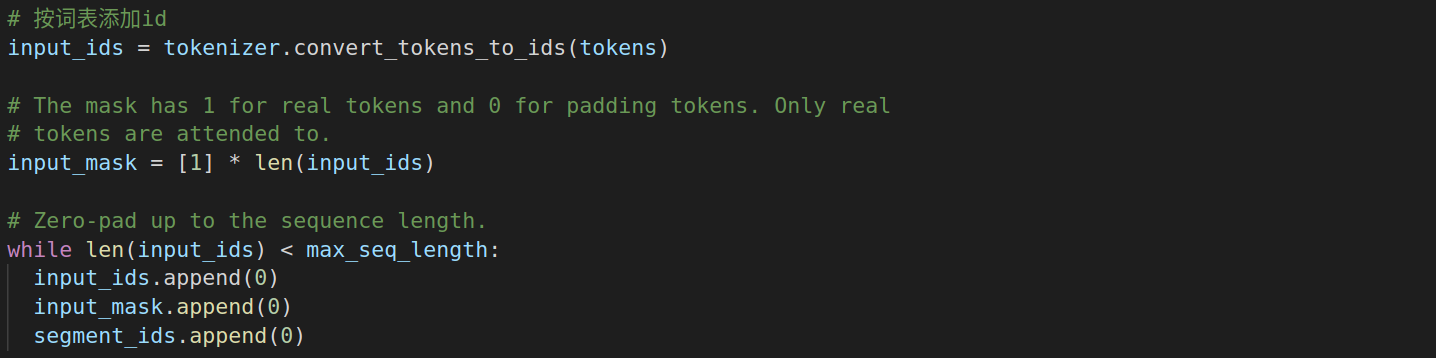 # 按词表添加id
input_ids = tokenizer.convert_tokens_to_ids(tokens)
# The mask has 1 for real tokens and 0 for padding tokens. Only real
# tokens are attended to.
input_mask = [1] * len(input_ids)
# Zero-pad up to the sequence length.
while len(input_ids) < max_seq_length:
  input_ids.append(0)
  input_mask.append(0)
  segment_ids.append(0)